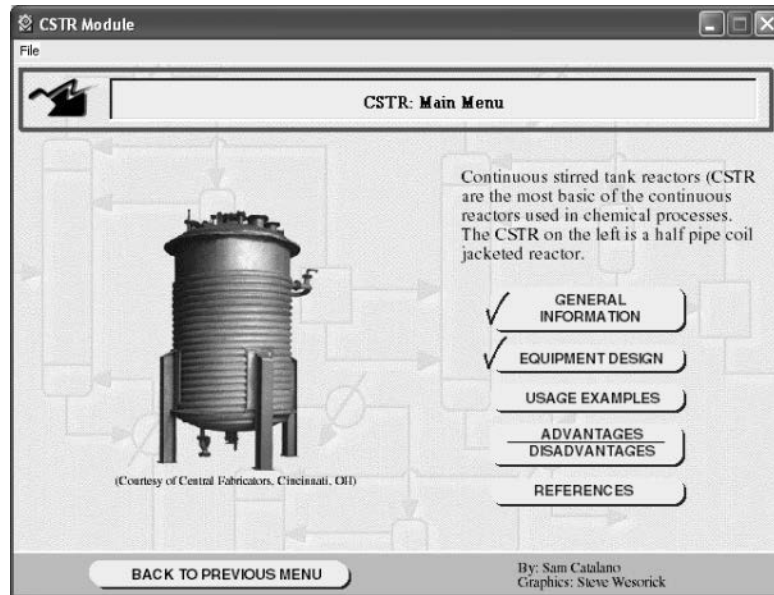 CSTR Module
File
CSTR: Main Menu
Continuous stirred tank reactors (CSTR
are the most basic of the continuous
reactors used in chemical processes.
The CSTR on the left is a half pipe coil
jacketed reactor.
GENERAL
INFORMATION
EQUIPMENT DESIGN
USAGE EXAMPLES
ADVANTAGES
DISADVANTAGES
REFERENCES
(Courtesy of Central Fabricators, Cincinnati, OH)
BACK TO PREVIOUS MENU
By: Sam Catalano
Graphics: Steve Wesorick